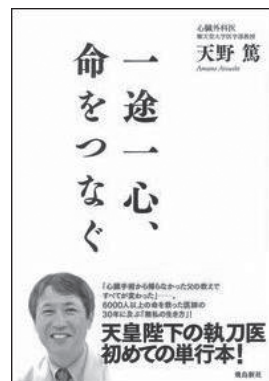 心臓外科医
順天堂大学医学部教授
天野 篤
Amano Atsushi
一途一心、
命をつなぐ
「心臓手術から帰らなかった父の教えで
すべてが変わった」――。
6000人以上の命を救った医師の
30年に及ぶ「無私の生き方」!
天皇陛下の執刀医
初めての単行本!
飛鳥新社